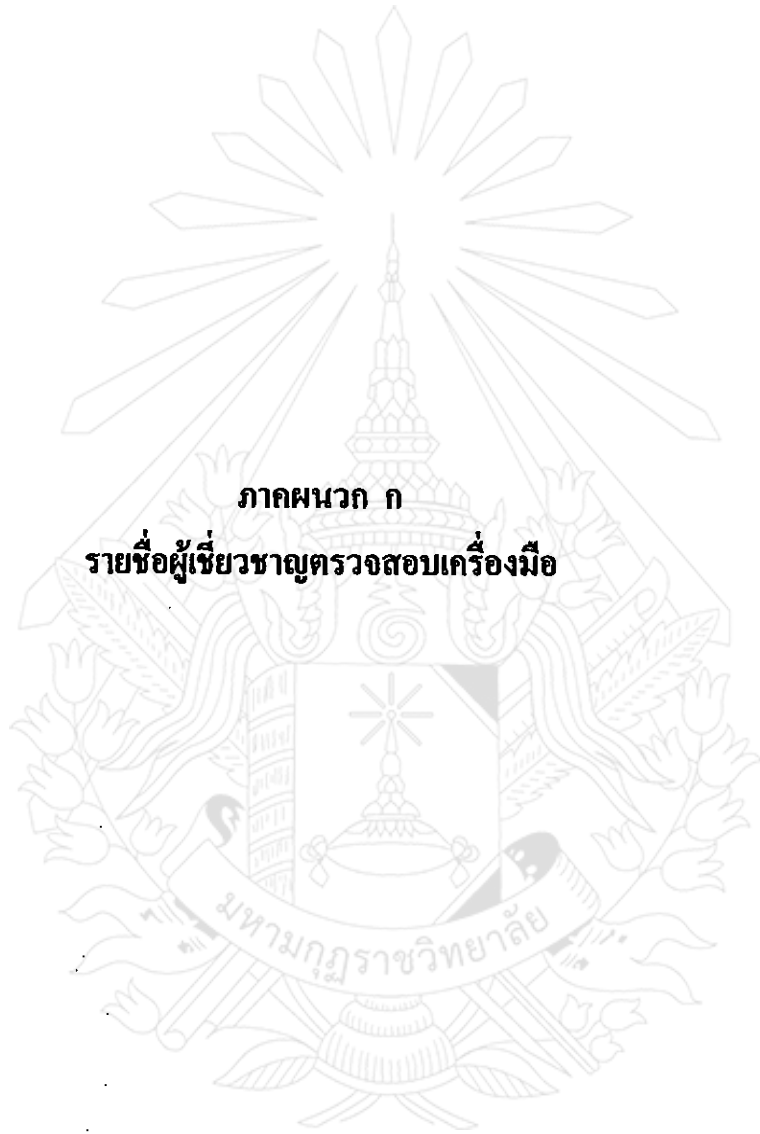 ภาคผนวก ก
รายชื่อผู้เชี่ยวชาญตรวจสอบเครื่องมือ
มหามกุฏราชวิทยาลัย